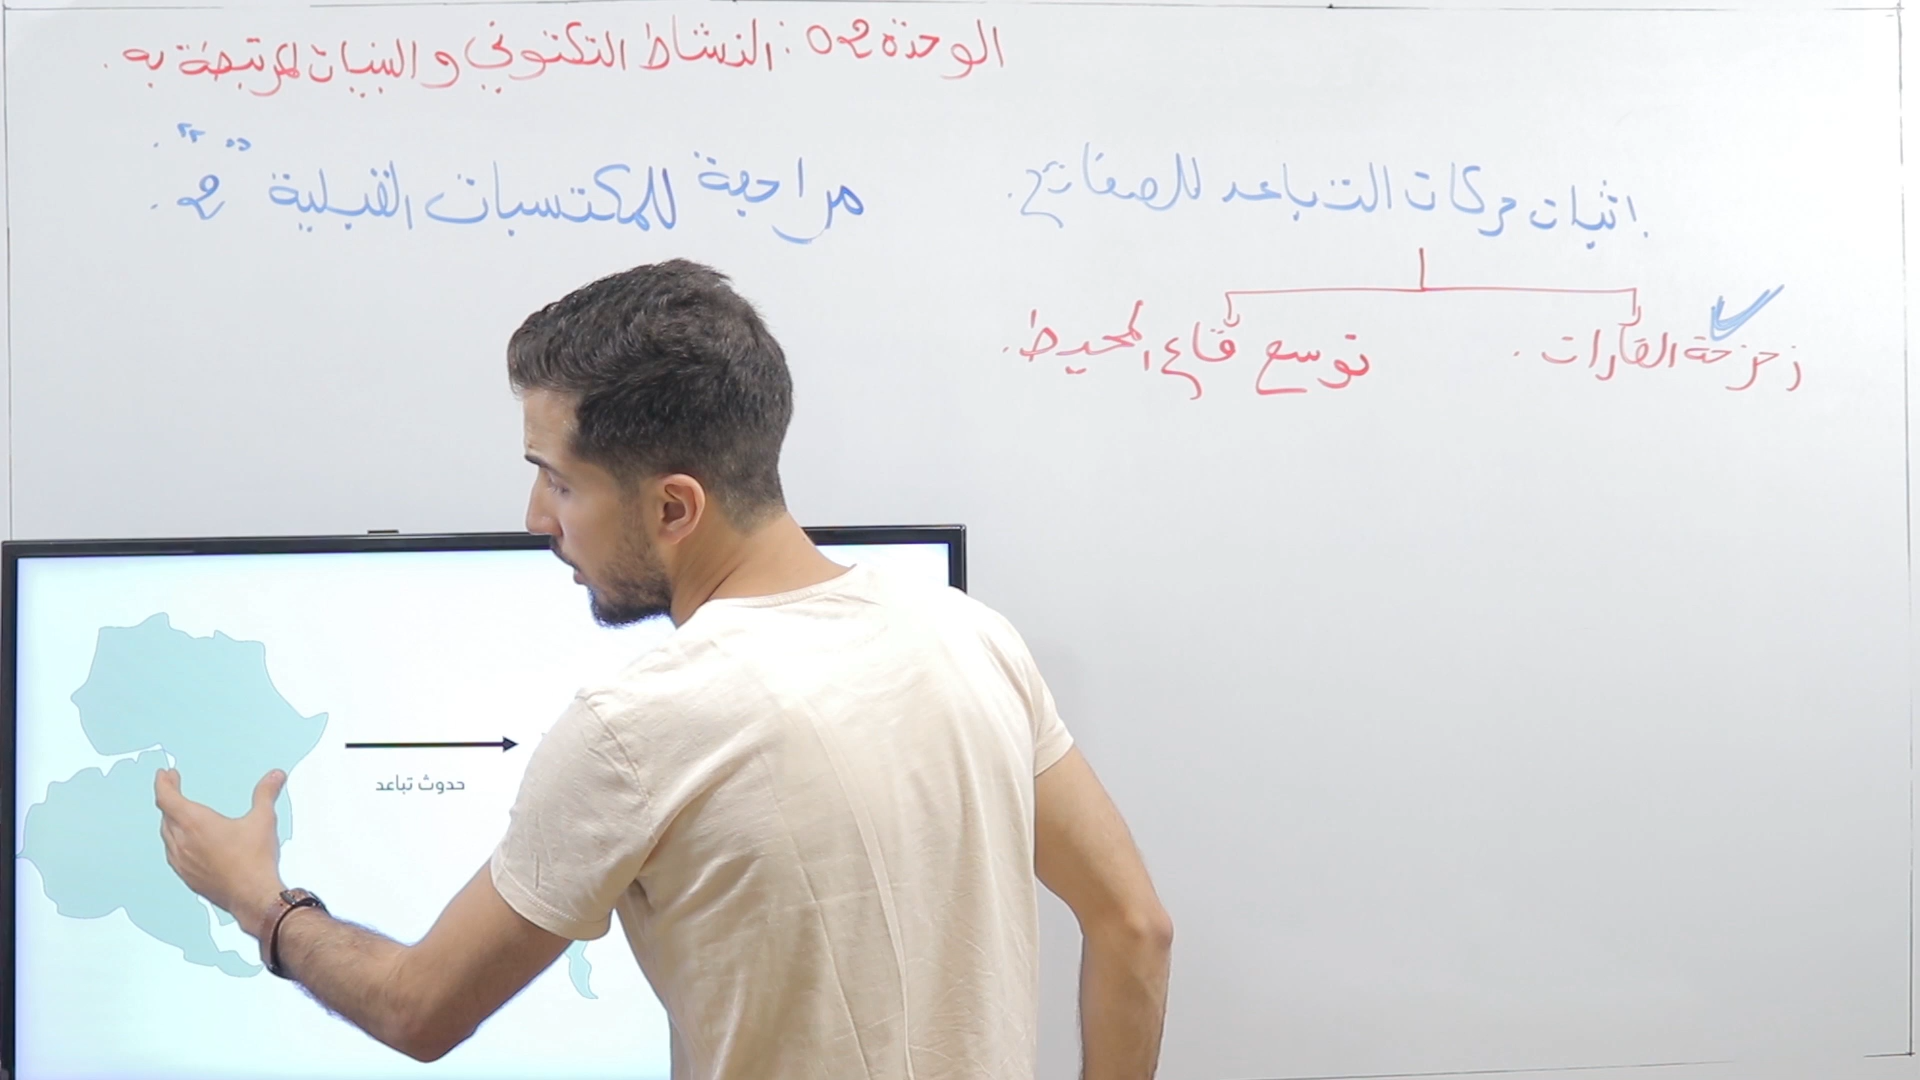 الوحدة 02: النشاط التكتوني والبنيات المرتبطة به.
اثبات حركات التباعد للصفائح.
مراجعة للمكتسبات القبلية "2".
زحزحة القارات.
توسع قاع المحيط.
حدوث تباعد